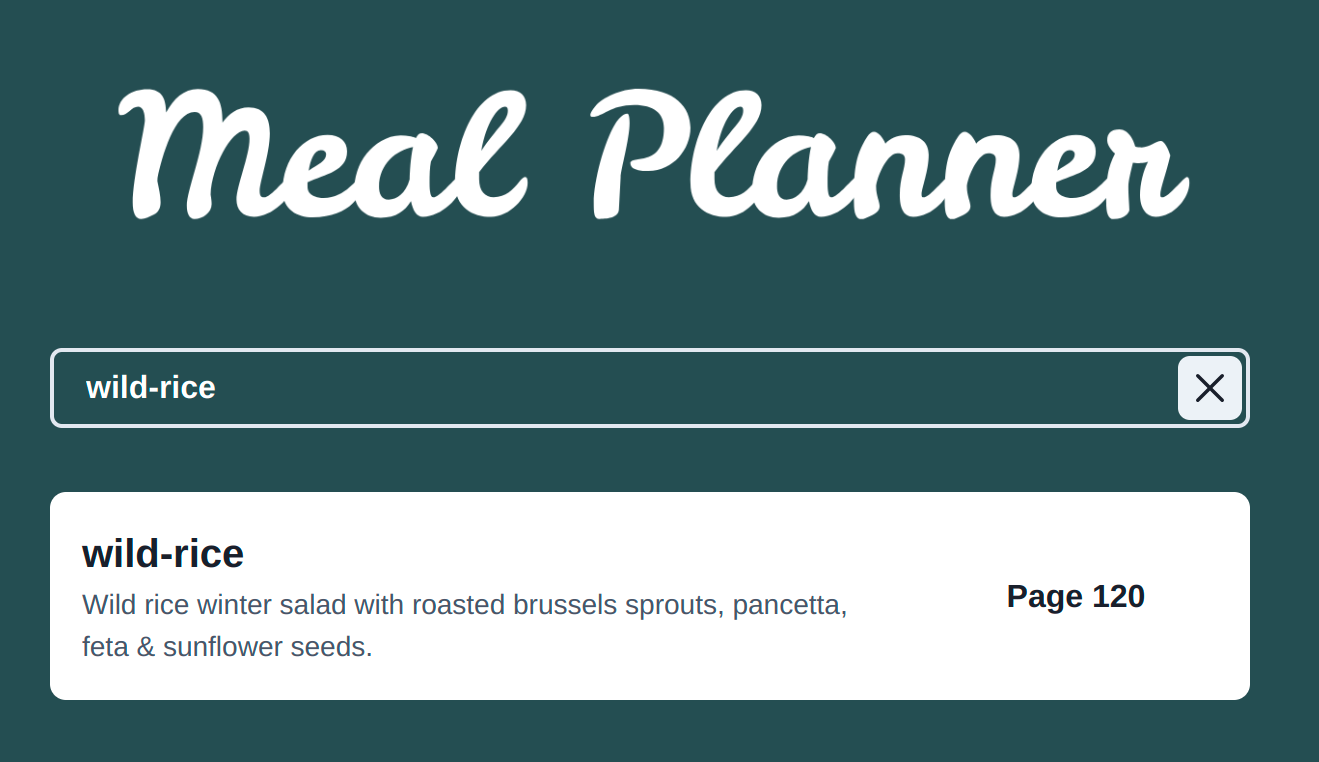 Meal Planner
wild-rice
wild-rice
Wild rice winter salad with roasted brussels sprouts, pancetta,
feta & sunflower seeds.
Page 120